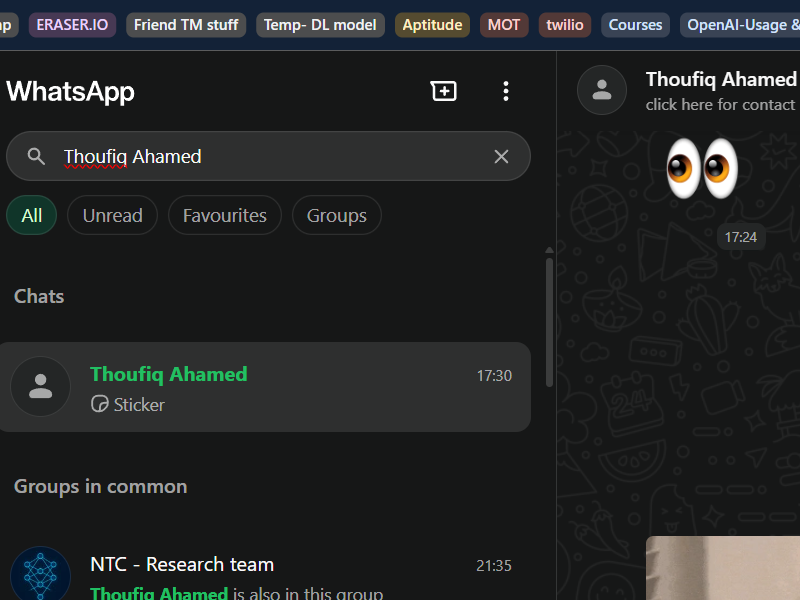 ERASER.IO Friend TM stuff Temp- DL model Aptitude MOT twilio Courses OpenAI-Usage &
WhatsApp
Thoufiq Ahamed
click here for contact
Thoufiq Ahamed
All Unread Favourites Groups
17:24
Chats
Thoufiq Ahamed 17:30
Sticker
Groups in common
NTC - Research team 21:35
Thoufiq Ahamed is also in this group